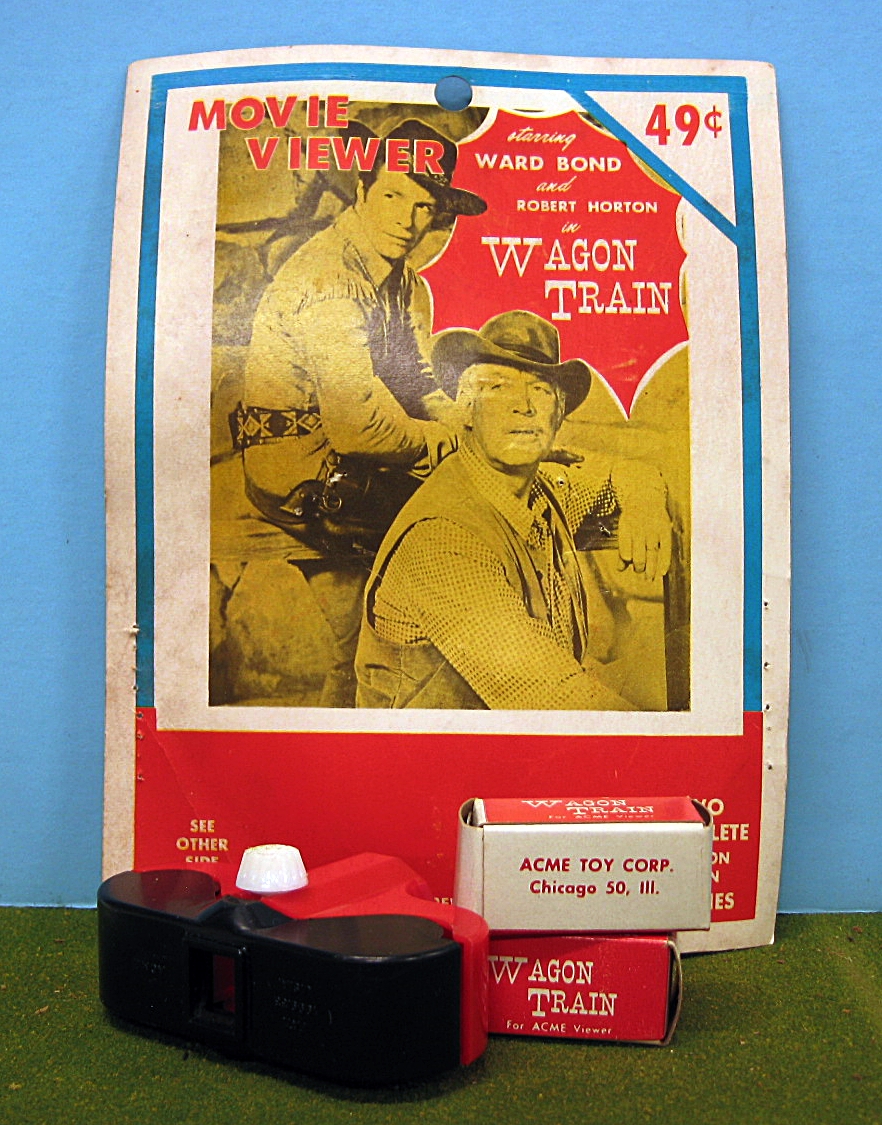 MOVIE
VIEWER
49¢
starring
WARD BOND
and
ROBERT HORTON
in
WAGON
TRAIN
SEE
OTHER
SIDE
WAGON
TRAIN
For ACME Viewer
ACME TOY CORP.
Chicago 50, Ill.
WAGON
TRAIN
For ACME Viewer